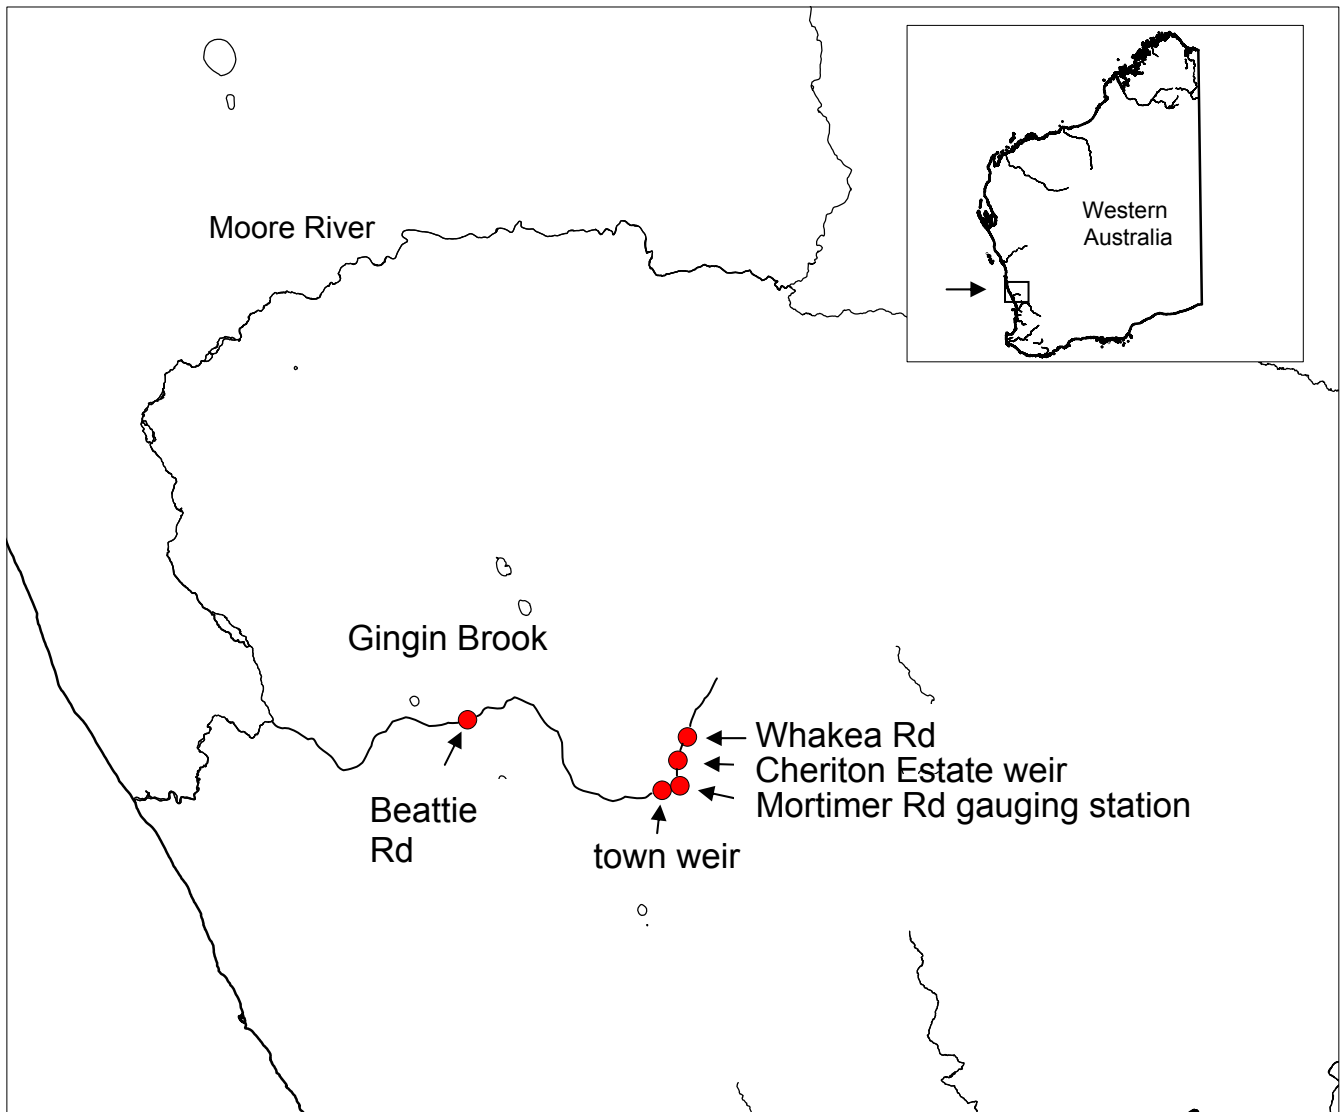 Western
Australia
Moore River
Gingin Brook
Whakea Rd
Cheriton Estate weir
Mortimer Rd gauging station
Beattie
Rd
town weir